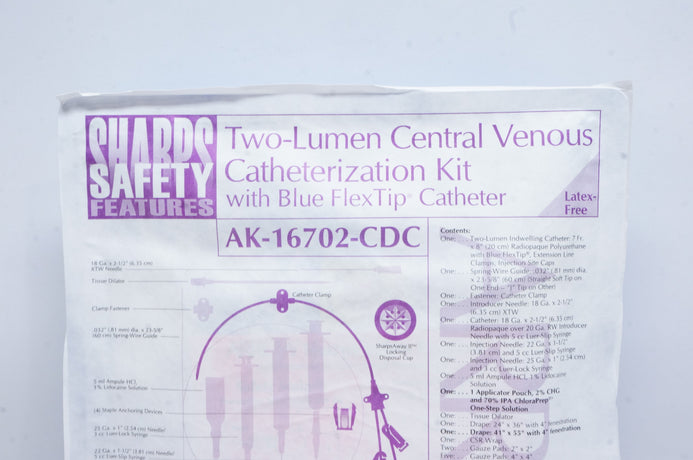 SHARPS
SAFETY
FEATURES
Two-Lumen Central Venous
Catheterization Kit
with Blue FlexTip® Catheter
Latex-
Free
AK-16702-CDC
18 Ga. x 2-1/2" (6.35 cm)
XTW Needle
Tissue Dilator
Clamp Fastener
.032" (.81 mm) dia. x 23-5/8"
(60 cm) Spring-Wire Guide
5 ml Ampule HCl,
1% Lidocaine Solution
(4) Staple Anchoring Devices
25 Ga. x 1" (2.54 cm) Needle
3 cc Luer-Lock Syringe
22 Ga. x 1-1/2" (3.81 cm) Needle
5 cc Luer-Slip Syringe
Catheter Clamp
SharpsAway II™
Locking
Disposal Cup
Contents:
One: . . . Two-Lumen Indwelling Catheter: 7 Fr.
x 8" (20 cm) Radiopaque Polyurethane
with Blue FlexTip®, Extension Line
Clamps, Injection Site Caps
One: . . . Spring-Wire Guide: .032" (.81 mm) dia.
x 23-5/8" (60 cm) (Straight Soft Tip on
One End – "J" Tip on Other)
One: . . . Fastener: Catheter Clamp
One: . . . Introducer Needle: 18 Ga. x 2-1/2"
(6.35 cm) XTW
One: . . . Catheter: 18 Ga. x 2-1/2" (6.35 cm)
Radiopaque over 20 Ga. RW Introducer
Needle with 5 cc Luer-Slip Syringe
One: . . . Injection Needle: 22 Ga. x 1-1/2"
(3.81 cm) and 5 cc Luer-Slip Syringe
One: . . . Injection Needle: 25 Ga. x 1" (2.54 cm)
and 3 cc Luer-Lock Syringe
One: . . . 5 ml Ampule HCl, 1% Lidocaine
Solution
One: . . . 1 Applicator Pouch, 2% CHG
and 70% IPA ChloraPrep™
One-Step Solution
One: . . . Tissue Dilator
One: . . . Drape: 24" x 36" with 4" fenestration
One: . . . Drape: 41" x 55" with 4" fenestration
One: . . . CSR Wrap
Two: . . . Gauze Pads: 2" x 2"
Five: . . . Gauze Pads: 4" x 4"